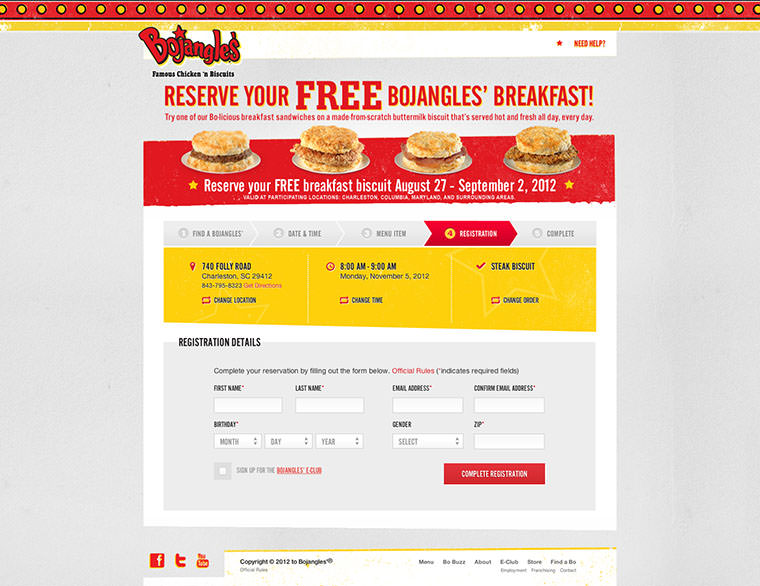 Bojangles'
Famous Chicken 'n Biscuits
NEED HELP?
RESERVE YOUR FREE BOJANGLES' BREAKFAST!
Try one of our Bo-licious breakfast sandwiches on a made-from-scratch buttermilk biscuit that's served hot and fresh all day, every day.
Reserve your FREE breakfast biscuit August 27 - September 2, 2012
VALID AT PARTICIPATING LOCATIONS: CHARLESTON, COLUMBIA, MARYLAND, AND SURROUNDING AREAS.
1 FIND A BOJANGLES' 2 DATE & TIME 3 MENU ITEM 4 REGISTRATION 5 COMPLETE
740 FOLLY ROAD
Charleston, SC 29412
843-795-8323 Get Directions
CHANGE LOCATION
8:00 AM - 9:00 AM
Monday, November 5, 2012
CHANGE TIME
STEAK BISCUIT
CHANGE ORDER
REGISTRATION DETAILS
Complete your reservation by filling out the form below. Official Rules (*indicates required fields)
FIRST NAME* LAST NAME* EMAIL ADDRESS* CONFIRM EMAIL ADDRESS*
BIRTHDAY* GENDER ZIP*
MONTH DAY YEAR SELECT
SIGN UP FOR THE BOJANGLES' E-CLUB
COMPLETE REGISTRATION
f t You Tube
Copyright © 2012 to Bojangles'®
Official Rules
Menu Bo Buzz About E-Club Store Find a Bo
Employment Franchising Contact